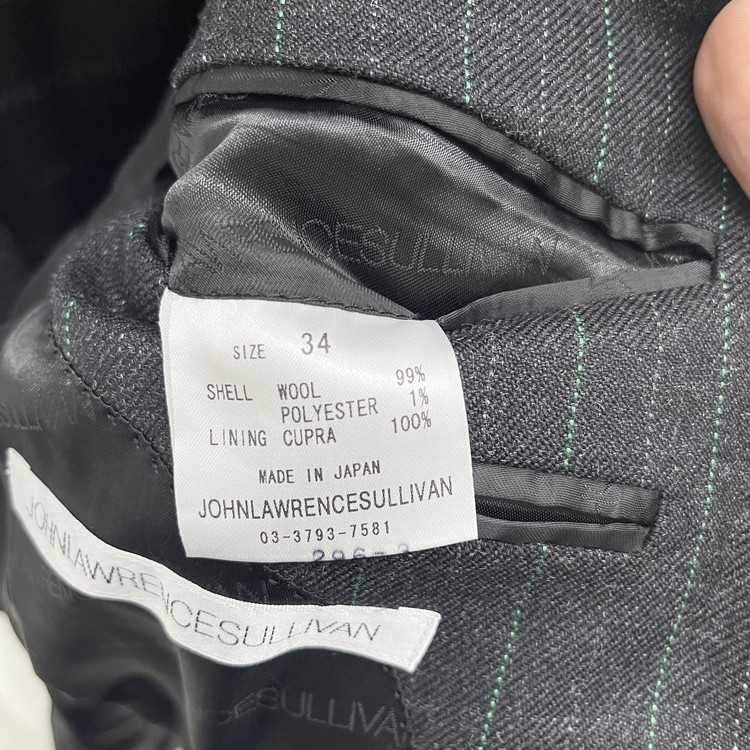 CESULLIVAN
SIZE 34
SHELL WOOL 99%
POLYESTER 1%
LINING CUPRA 100%
MADE IN JAPAN
JOHNLAWRENCESULLIVAN
03-3793-7581
JOHNLAWRENCESULLIVAN
CESULLIVA